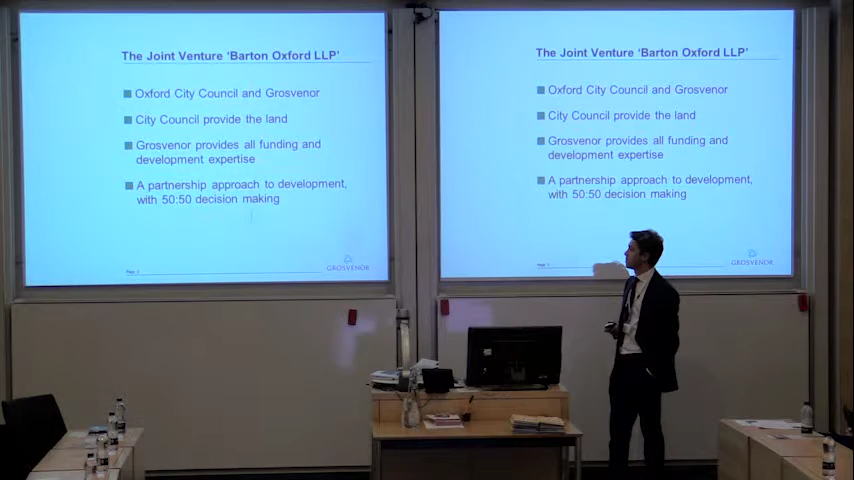 The Joint Venture ‘Barton Oxford LLP’
Oxford City Council and Grosvenor
City Council provide the land
Grosvenor provides all funding and
development expertise
A partnership approach to development,
with 50:50 decision making
GROSVENOR
The Joint Venture ‘Barton Oxford LLP’
Oxford City Council and Grosvenor
City Council provide the land
Grosvenor provides all funding and
development expertise
A partnership approach to development,
with 50:50 decision making
GROSVENOR